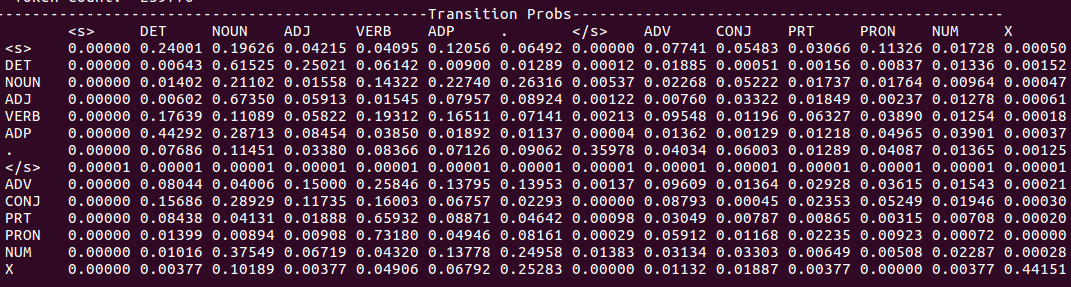 -------------------------------------------Transition Probs-------------------------------------------
<s> DET NOUN ADJ VERB ADP . </s> ADV CONJ PRT PRON NUM X
<s> 0.00000 0.24001 0.19626 0.04215 0.04095 0.12056 0.06492 0.00000 0.07741 0.05483 0.03066 0.11326 0.01728 0.00050
DET 0.00000 0.00643 0.61525 0.25021 0.06142 0.00900 0.01289 0.00012 0.01885 0.00051 0.00156 0.00837 0.01336 0.00152
NOUN 0.00000 0.01402 0.21102 0.01558 0.14322 0.22740 0.26316 0.00537 0.02268 0.05222 0.01737 0.01764 0.00964 0.00047
ADJ 0.00000 0.00602 0.67350 0.05913 0.01545 0.07957 0.08924 0.00122 0.00760 0.03322 0.01849 0.00237 0.01278 0.00061
VERB 0.00000 0.17639 0.11089 0.05822 0.19312 0.16511 0.07141 0.00213 0.09548 0.01196 0.06327 0.03890 0.01254 0.00018
ADP 0.00000 0.44292 0.28713 0.08454 0.03850 0.01892 0.01137 0.00004 0.01362 0.00129 0.01218 0.04965 0.03901 0.00037
. 0.00000 0.07686 0.11451 0.03380 0.08366 0.07126 0.09062 0.35978 0.04034 0.06003 0.01289 0.04087 0.01365 0.00125
</s> 0.00001 0.00001 0.00001 0.00001 0.00001 0.00001 0.00001 0.00001 0.00001 0.00001 0.00001 0.00001 0.00001 0.00001
ADV 0.00000 0.08044 0.04006 0.15000 0.25846 0.13795 0.13953 0.00137 0.09609 0.01364 0.02928 0.03615 0.01543 0.00021
CONJ 0.00000 0.15686 0.28929 0.11735 0.16003 0.06757 0.02293 0.00000 0.08793 0.00045 0.02353 0.05249 0.01946 0.00030
PRT 0.00000 0.08438 0.04131 0.01888 0.65932 0.08871 0.04642 0.00098 0.03049 0.00787 0.00865 0.00315 0.00708 0.00020
PRON 0.00000 0.01399 0.00894 0.00908 0.73180 0.04946 0.08161 0.00029 0.05912 0.01168 0.02235 0.00923 0.00072 0.00000
NUM 0.00000 0.01016 0.37549 0.06719 0.04320 0.13778 0.24958 0.01383 0.03134 0.03303 0.00649 0.00508 0.02287 0.00028
X 0.00000 0.00377 0.10189 0.00377 0.04906 0.06792 0.25283 0.00000 0.01132 0.01887 0.00377 0.00000 0.00377 0.44151